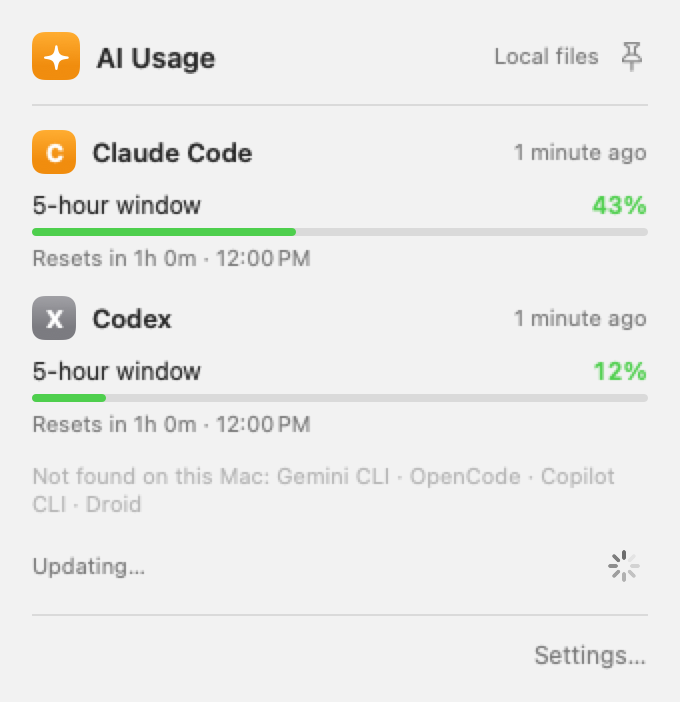 AI Usage
Local files
C
Claude Code
1 minute ago
5-hour window
43%
Resets in 1h 0m · 12:00 PM
X
Codex
1 minute ago
5-hour window
12%
Resets in 1h 0m · 12:00 PM
Not found on this Mac: Gemini CLI · OpenCode · Copilot
CLI · Droid
Updating...
Settings...